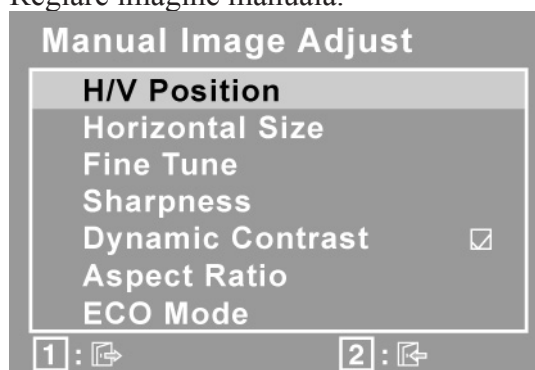 Reglare imagine manuală.
Manual Image Adjust
H/V Position
Horizontal Size
Fine Tune
Sharpness
Dynamic Contrast
Aspect Ratio
ECO Mode
1 :
2 :